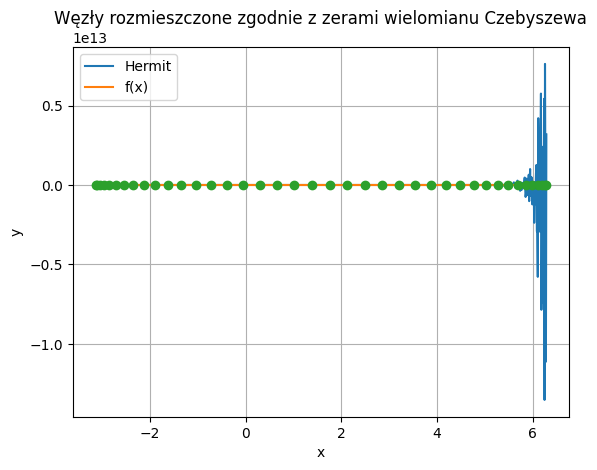 Węzły rozmieszczone zgodnie z zerami wielomianu Czebyszewa
1e13
Hermit
f(x)
0.5
0.0
−0.5
−1.0
y
−2
0
2
4
6
x